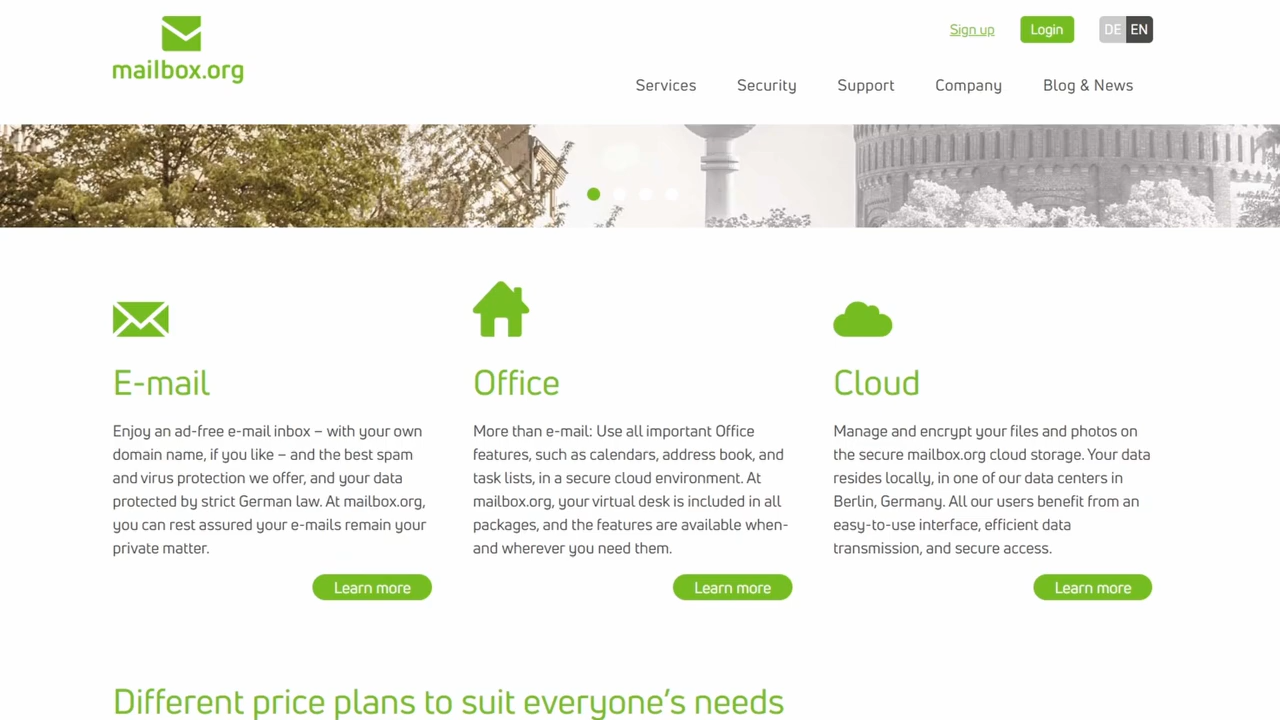 Sign up
Login
DE EN
mailbox.org
Services
Security
Support
Company
Blog & News
E-mail
Enjoy an ad-free e-mail inbox – with your own
domain name, if you like – and the best spam
and virus protection we offer, and your data
protected by strict German law. At mailbox.org,
you can rest assured your e-mails remain your
private matter.
Learn more
Office
More than e-mail: Use all important Office
features, such as calendars, address book, and
task lists, in a secure cloud environment. At
mailbox.org, your virtual desk is included in all
packages, and the features are available when-
and wherever you need them.
Learn more
Cloud
Manage and encrypt your files and photos on
the secure mailbox.org cloud storage. Your data
resides locally, in one of our data centers in
Berlin, Germany. All our users benefit from an
easy-to-use interface, efficient data
transmission, and secure access.
Learn more
Different price plans to suit everyone’s needs